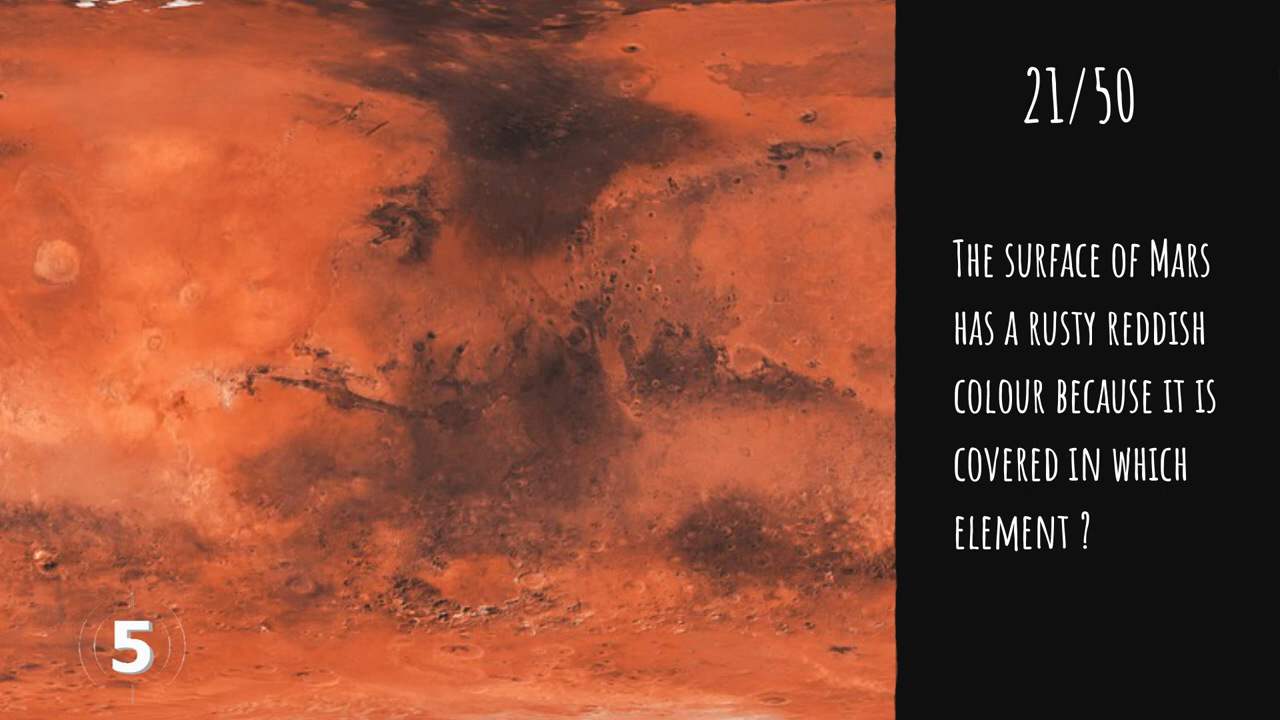 21/50
The surface of Mars
has a rusty reddish
colour because it is
covered in which
element ?
5